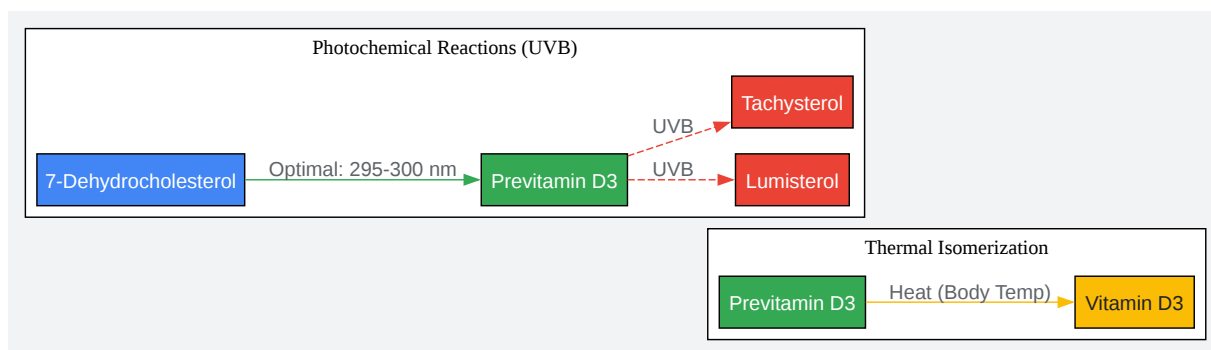 Photochemical Reactions (UVB)
Tachysterol
UVB
7-Dehydrocholesterol
Optimal: 295-300 nm
Previtamin D3
UVB
Lumisterol
Thermal Isomerization
Previtamin D3
Heat (Body Temp)
Vitamin D3